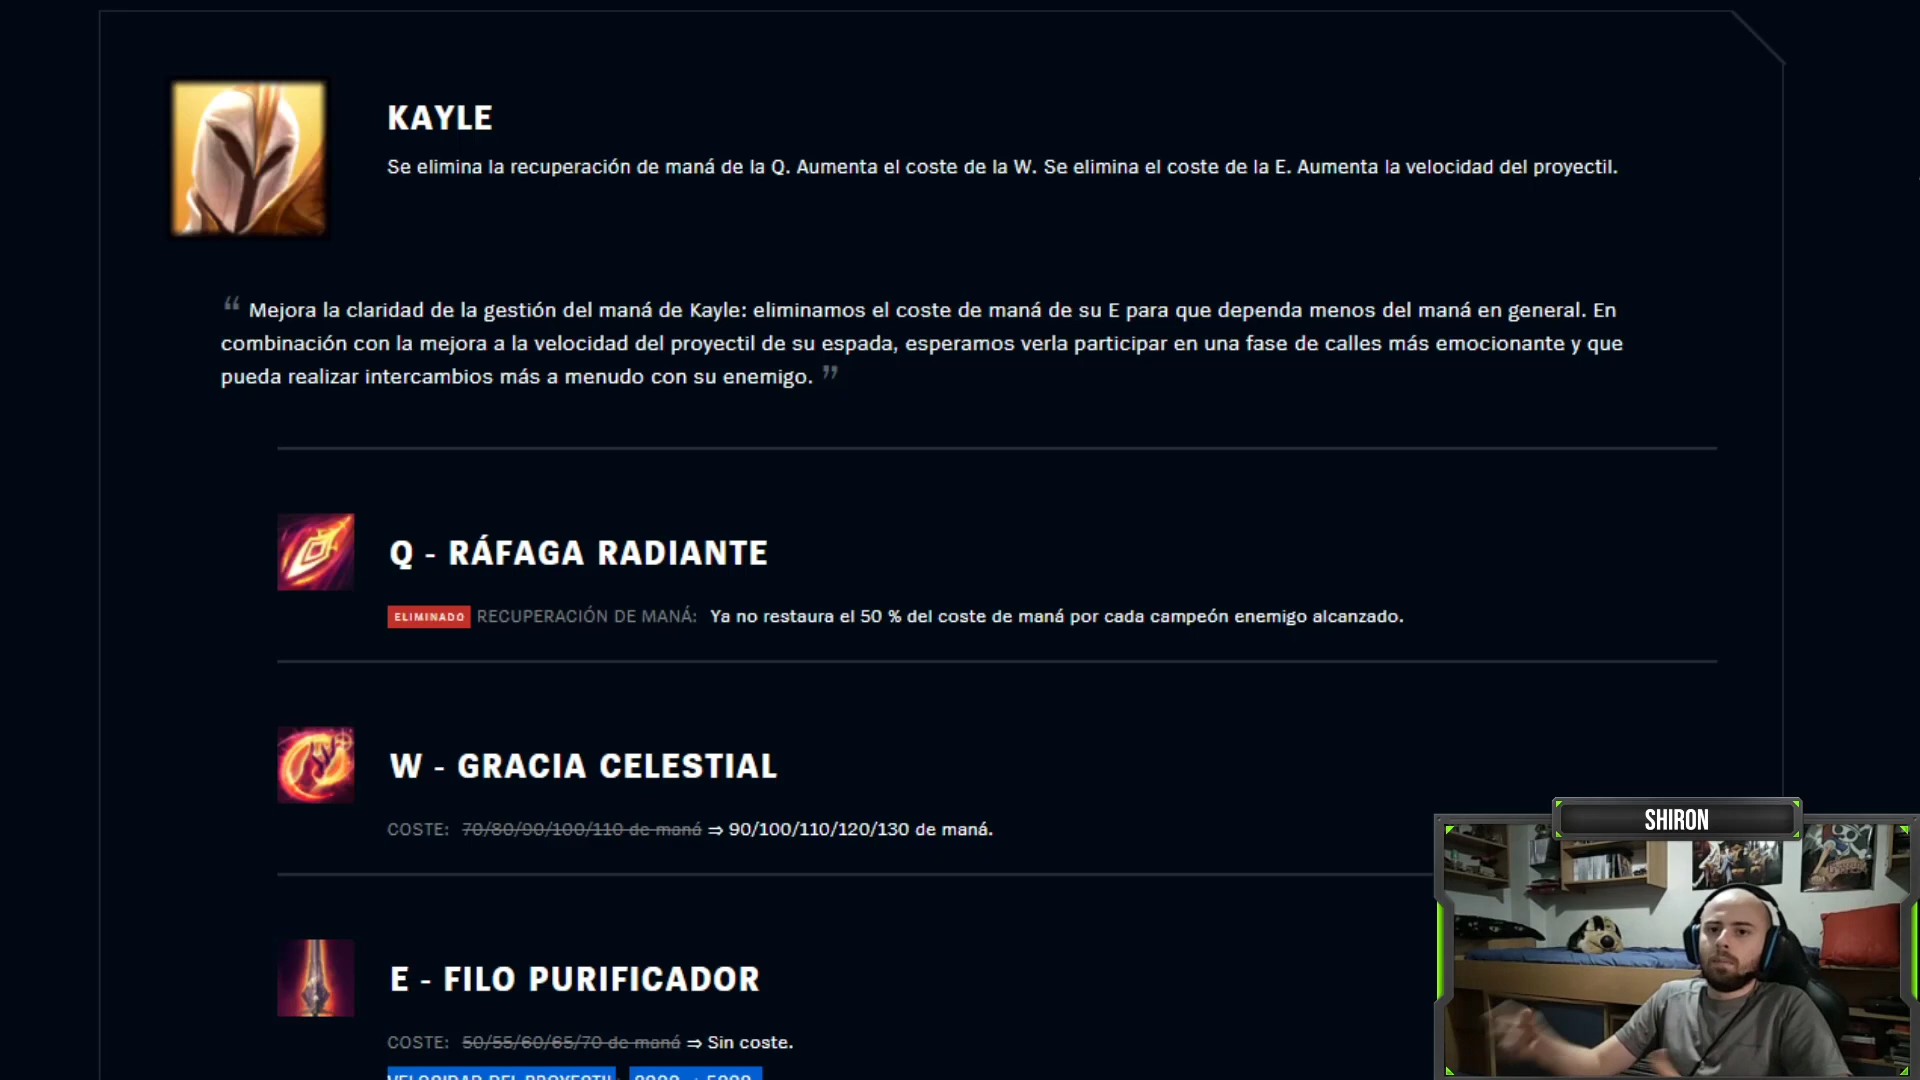 KAYLE
Se elimina la recuperación de maná de la Q. Aumenta el coste de la W. Se elimina el coste de la E. Aumenta la velocidad del proyectil.
“ Mejora la claridad de la gestión del maná de Kayle: eliminamos el coste de maná de su E para que dependa menos del maná en general. En
combinación con la mejora a la velocidad del proyectil de su espada, esperamos verla participar en una fase de calles más emocionante y que
pueda realizar intercambios más a menudo con su enemigo. ”
Q - RÁFAGA RADIANTE
ELIMINADO RECUPERACIÓN DE MANÁ: Ya no restaura el 50 % del coste de maná por cada campeón enemigo alcanzado.
W - GRACIA CELESTIAL
COSTE: 70/80/90/100/110 de maná ⇒ 90/100/110/120/130 de maná.
SHIRON
E - FILO PURIFICADOR
COSTE: 50/55/60/65/70 de maná ⇒ Sin coste.
VELOCIDAD DEL PROYECTIL